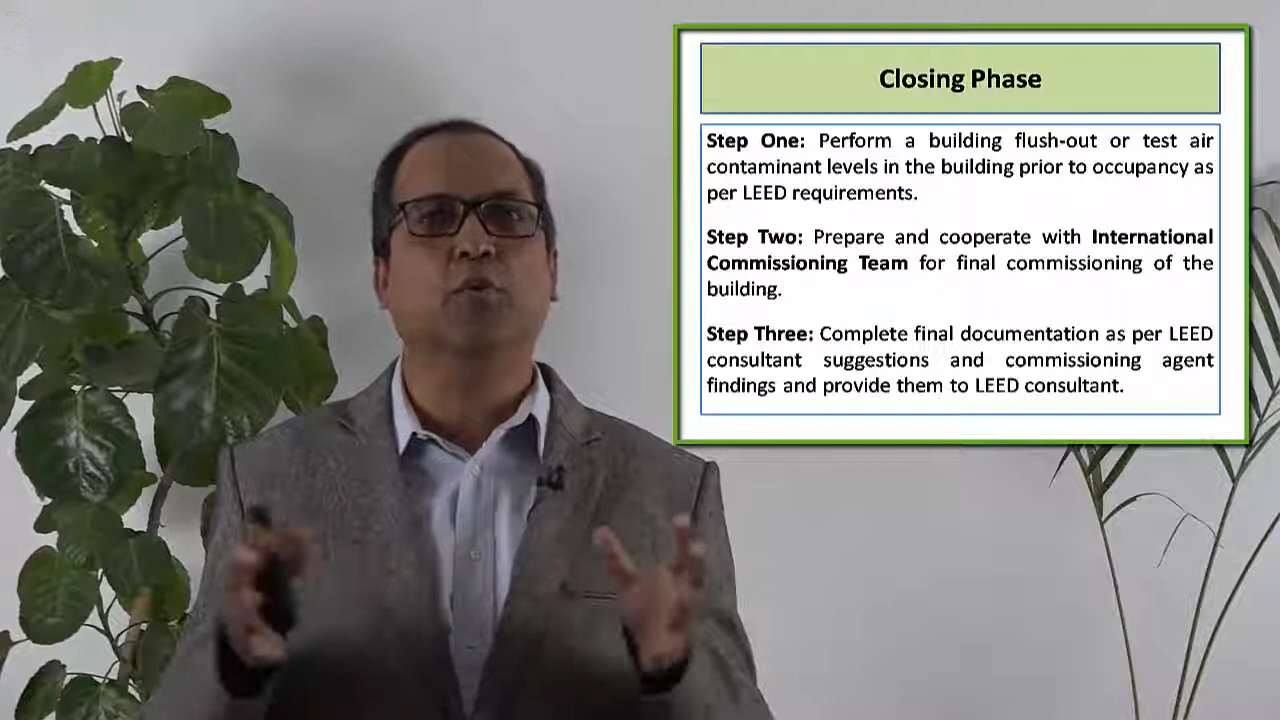 Closing Phase
Step One: Perform a building flush-out or test air
contaminant levels in the building prior to occupancy as
per LEED requirements.
Step Two: Prepare and cooperate with International
Commissioning Team for final commissioning of the
building.
Step Three: Complete final documentation as per LEED
consultant suggestions and commissioning agent
findings and provide them to LEED consultant.